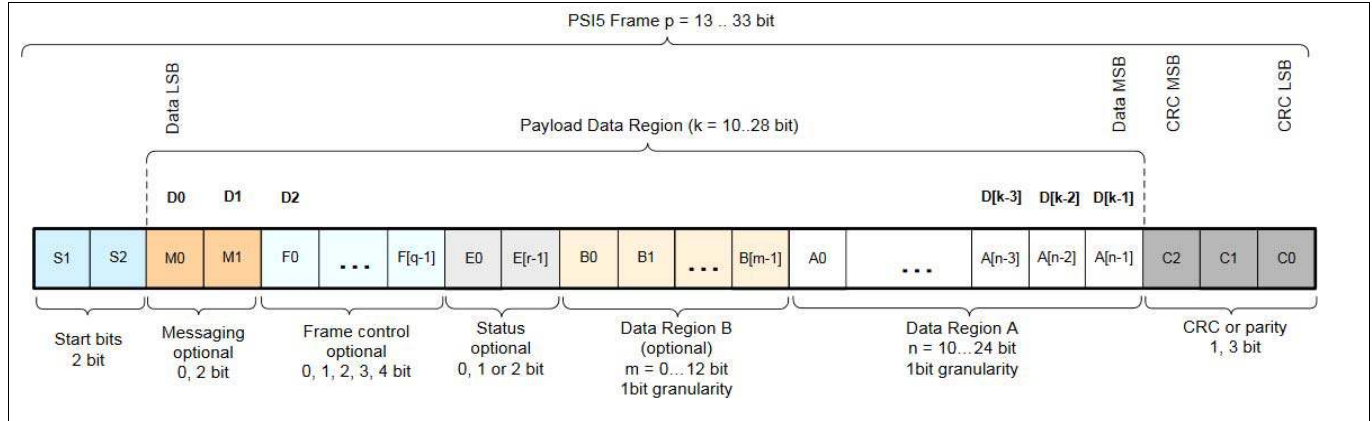 PSI5 Frame p = 13 .. 33 bit
Data LSB
Data MSB
CRC MSB
CRC LSB
Payload Data Region (k = 10..28 bit)
D0 D1 D2 D[k-3] D[k-2] D[k-1]
S1 S2 M0 M1 F0 ... F[q-1] E0 E[r-1] B0 B1 ... B[m-1] A0 ... A[n-3] A[n-2] A[n-1] C2 C1 C0
Start bits
2 bit
Messaging
optional
0, 2 bit
Frame control
optional
0, 1, 2, 3, 4 bit
Status
optional
0, 1 or 2 bit
Data Region B
(optional)
m = 0...12 bit
1bit granularity
Data Region A
n = 10...24 bit
1bit granularity
CRC or parity
1, 3 bit